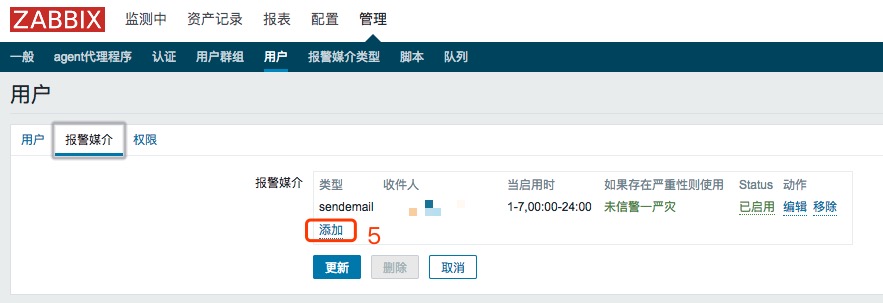 ZABBIX 监测中 资产记录 报表 配置 管理
一般 agent代理程序 认证 用户群组 用户 报警媒介类型 脚本 队列
用户
用户 报警媒介 权限
报警媒介 类型 收件人 当启用时 如果存在严重性则使用 Status 动作
sendemail 1-7,00:00-24:00 未信警一严灾 已启用 编辑 移除
添加 5
更新 删除 取消